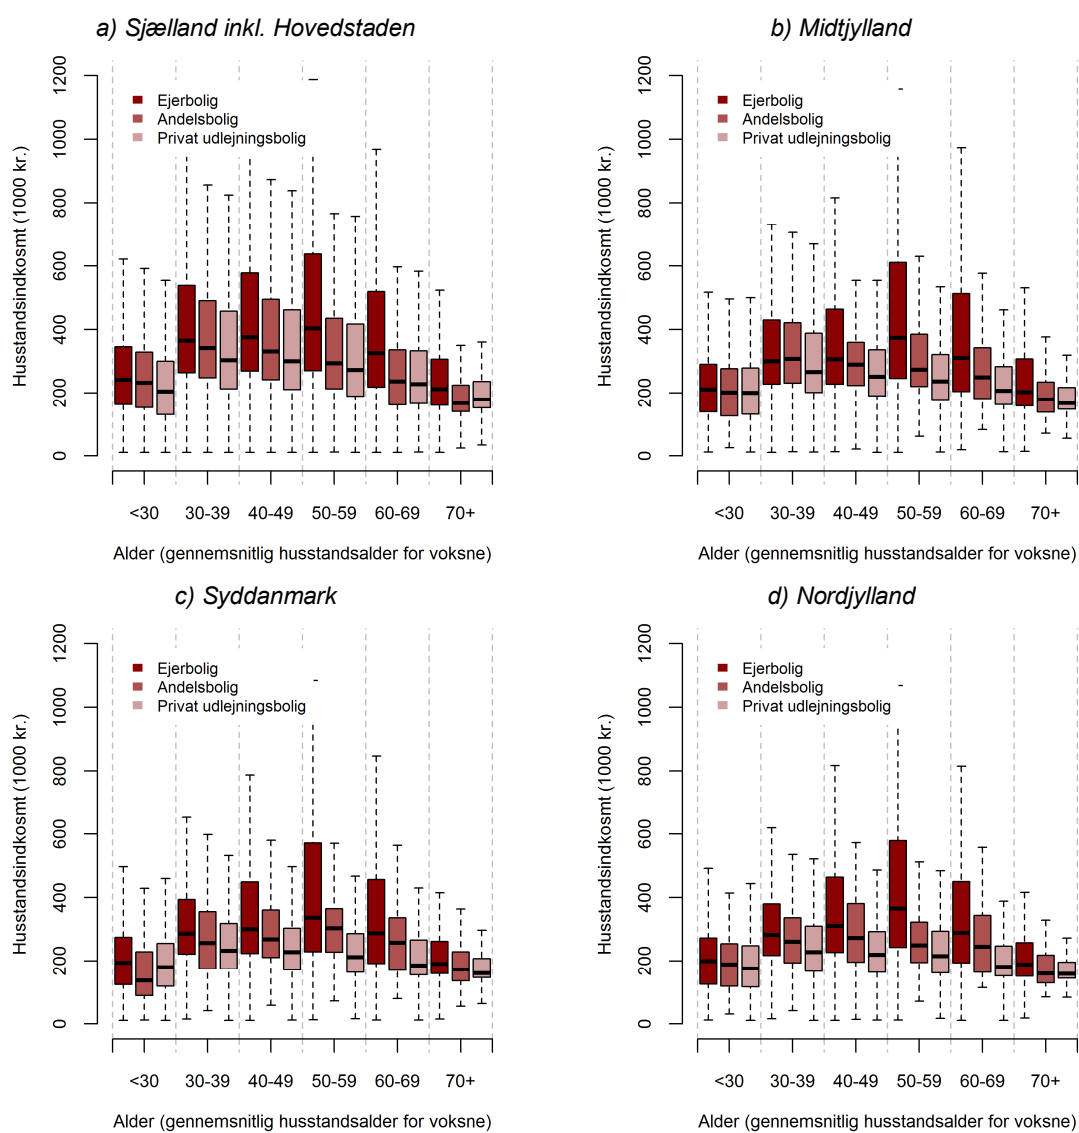 a) Sjælland inkl. Hovedstaden
Husstandsindkosmt (1000 kr.)
1200
1000
800
600
400
200
0
Ejerbolig
Andelsbolig
Privat udlejningsbolig
<30 30-39 40-49 50-59 60-69 70+
Alder (gennemsnitlig husstandsalder for voksne)
b) Midtjylland
Husstandsindkosmt (1000 kr.)
1200
1000
800
600
400
200
0
Ejerbolig
Andelsbolig
Privat udlejningsbolig
<30 30-39 40-49 50-59 60-69 70+
Alder (gennemsnitlig husstandsalder for voksne)
c) Syddanmark
Husstandsindkosmt (1000 kr.)
1200
1000
800
600
400
200
0
Ejerbolig
Andelsbolig
Privat udlejningsbolig
<30 30-39 40-49 50-59 60-69 70+
Alder (gennemsnitlig husstandsalder for voksne)
d) Nordjylland
Husstandsindkosmt (1000 kr.)
1200
1000
800
600
400
200
0
Ejerbolig
Andelsbolig
Privat udlejningsbolig
<30 30-39 40-49 50-59 60-69 70+
Alder (gennemsnitlig husstandsalder for voksne)